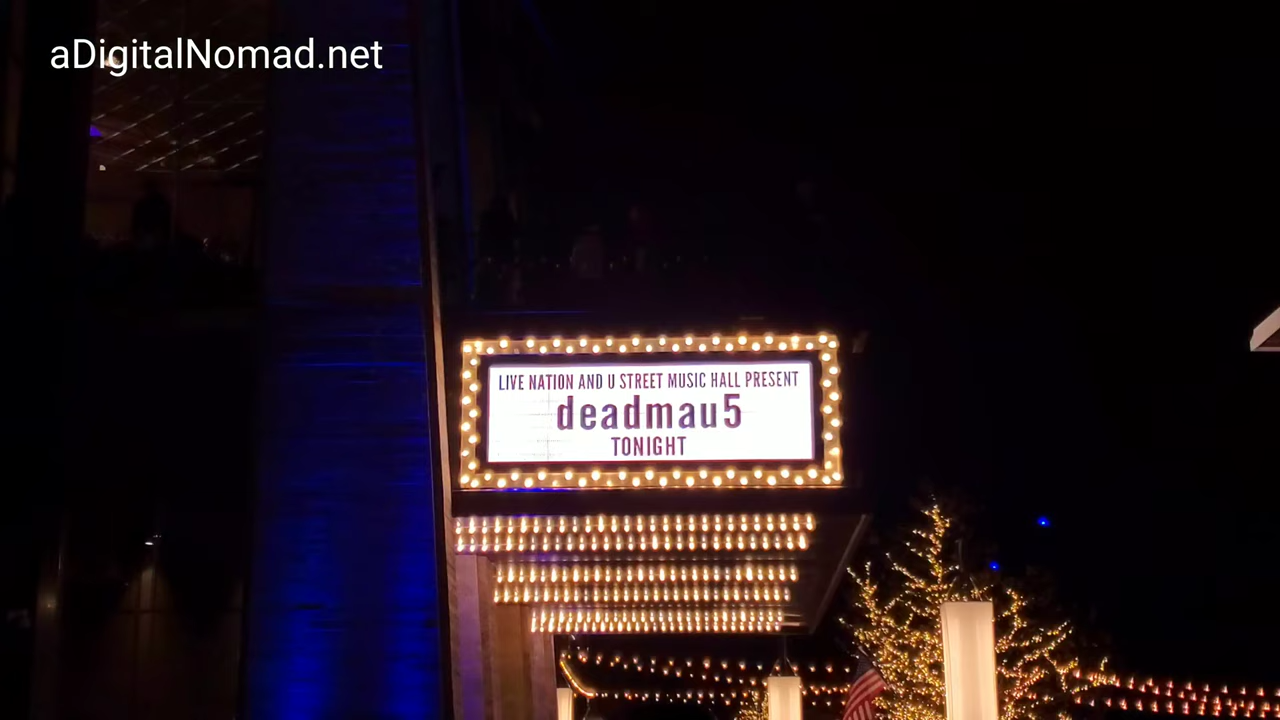 aDigitalNomad.net
LIVE NATION AND U STREET MUSIC HALL PRESENT
deadmau5
TONIGHT